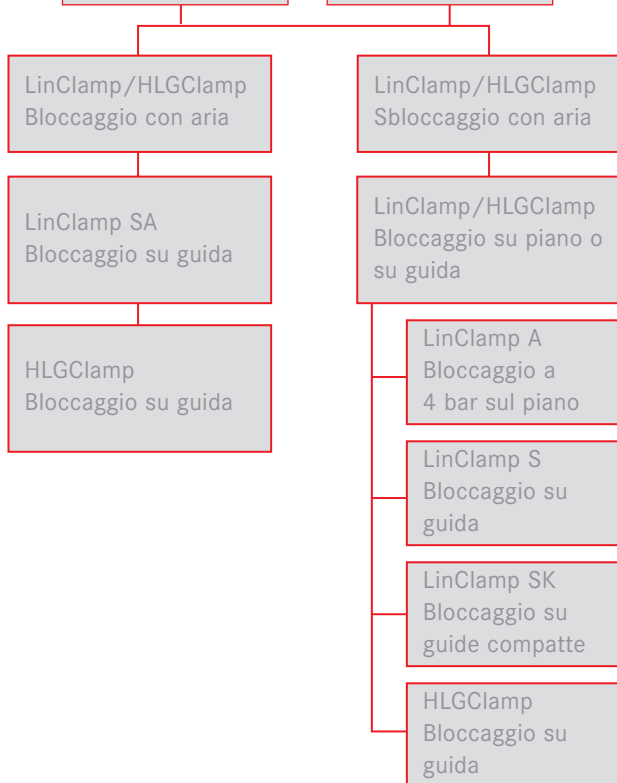 LinClamp/HLGClamp
Bloccaggio con aria
LinClamp SA
Bloccaggio su guida
HLGClamp
Bloccaggio su guida
LinClamp/HLGClamp
Sbloccaggio con aria
LinClamp/HLGClamp
Bloccaggio su piano o
su guida
LinClamp A
Bloccaggio a
4 bar sul piano
LinClamp S
Bloccaggio su
guida
LinClamp SK
Bloccaggio su
guide compatte
HLGClamp
Bloccaggio su
guida